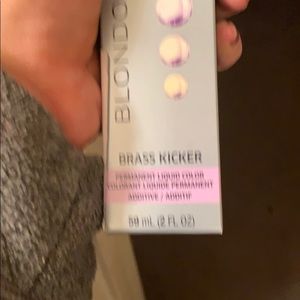 BLONDO
BRASS KICKER
PERMANENT LIQUID COLOR
COLORANT LIQUIDE PERMANENT
ADDITIVE / ADDITIF
59 mL (2 FL OZ)